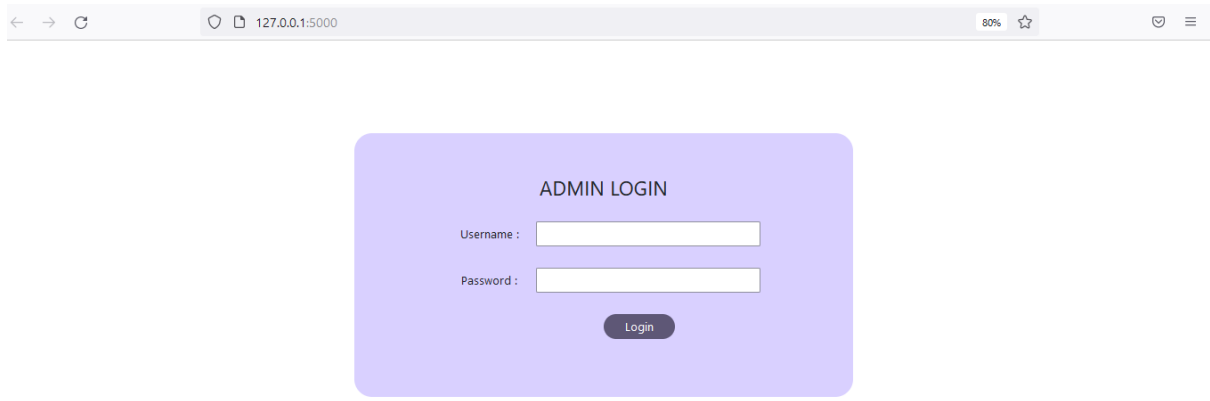 127.0.0.1:5000 80%
ADMIN LOGIN
Username :
Password :
Login